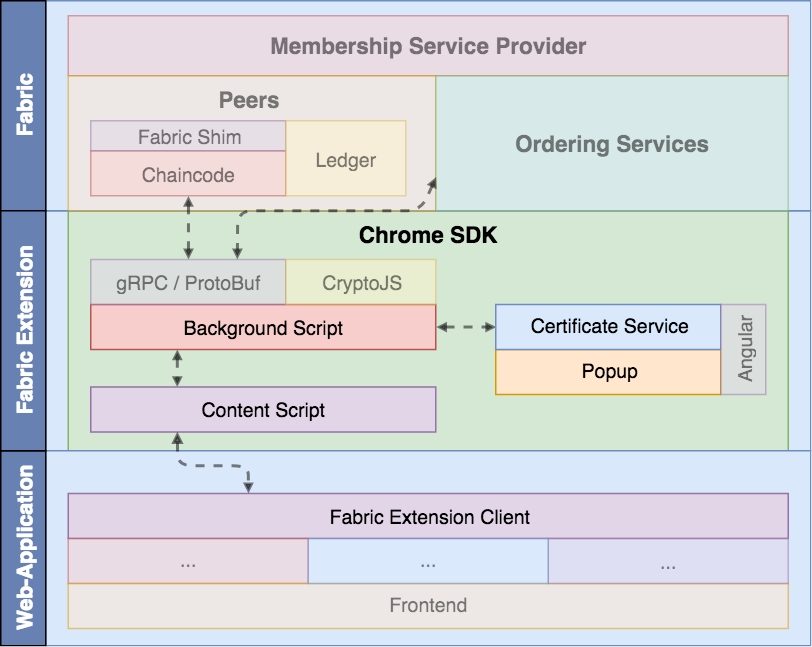 Fabric
Membership Service Provider
Peers
Fabric Shim
Chaincode
Ledger
Ordering Services
Fabric Extension
Chrome SDK
gRPC / ProtoBuf
CryptoJS
Background Script
Certificate Service
Popup
Angular
Content Script
Web-Application
Fabric Extension Client
...
...
...
Frontend